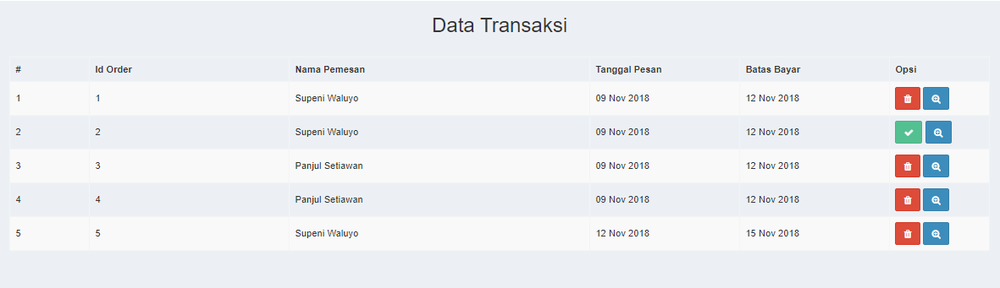 Data Transaksi
# Id Order Nama Pemesan Tanggal Pesan Batas Bayar Opsi
1 1 Supeni Waluyo 09 Nov 2018 12 Nov 2018
2 2 Supeni Waluyo 09 Nov 2018 12 Nov 2018
3 3 Panjul Setiawan 09 Nov 2018 12 Nov 2018
4 4 Panjul Setiawan 09 Nov 2018 12 Nov 2018
5 5 Supeni Waluyo 12 Nov 2018 15 Nov 2018